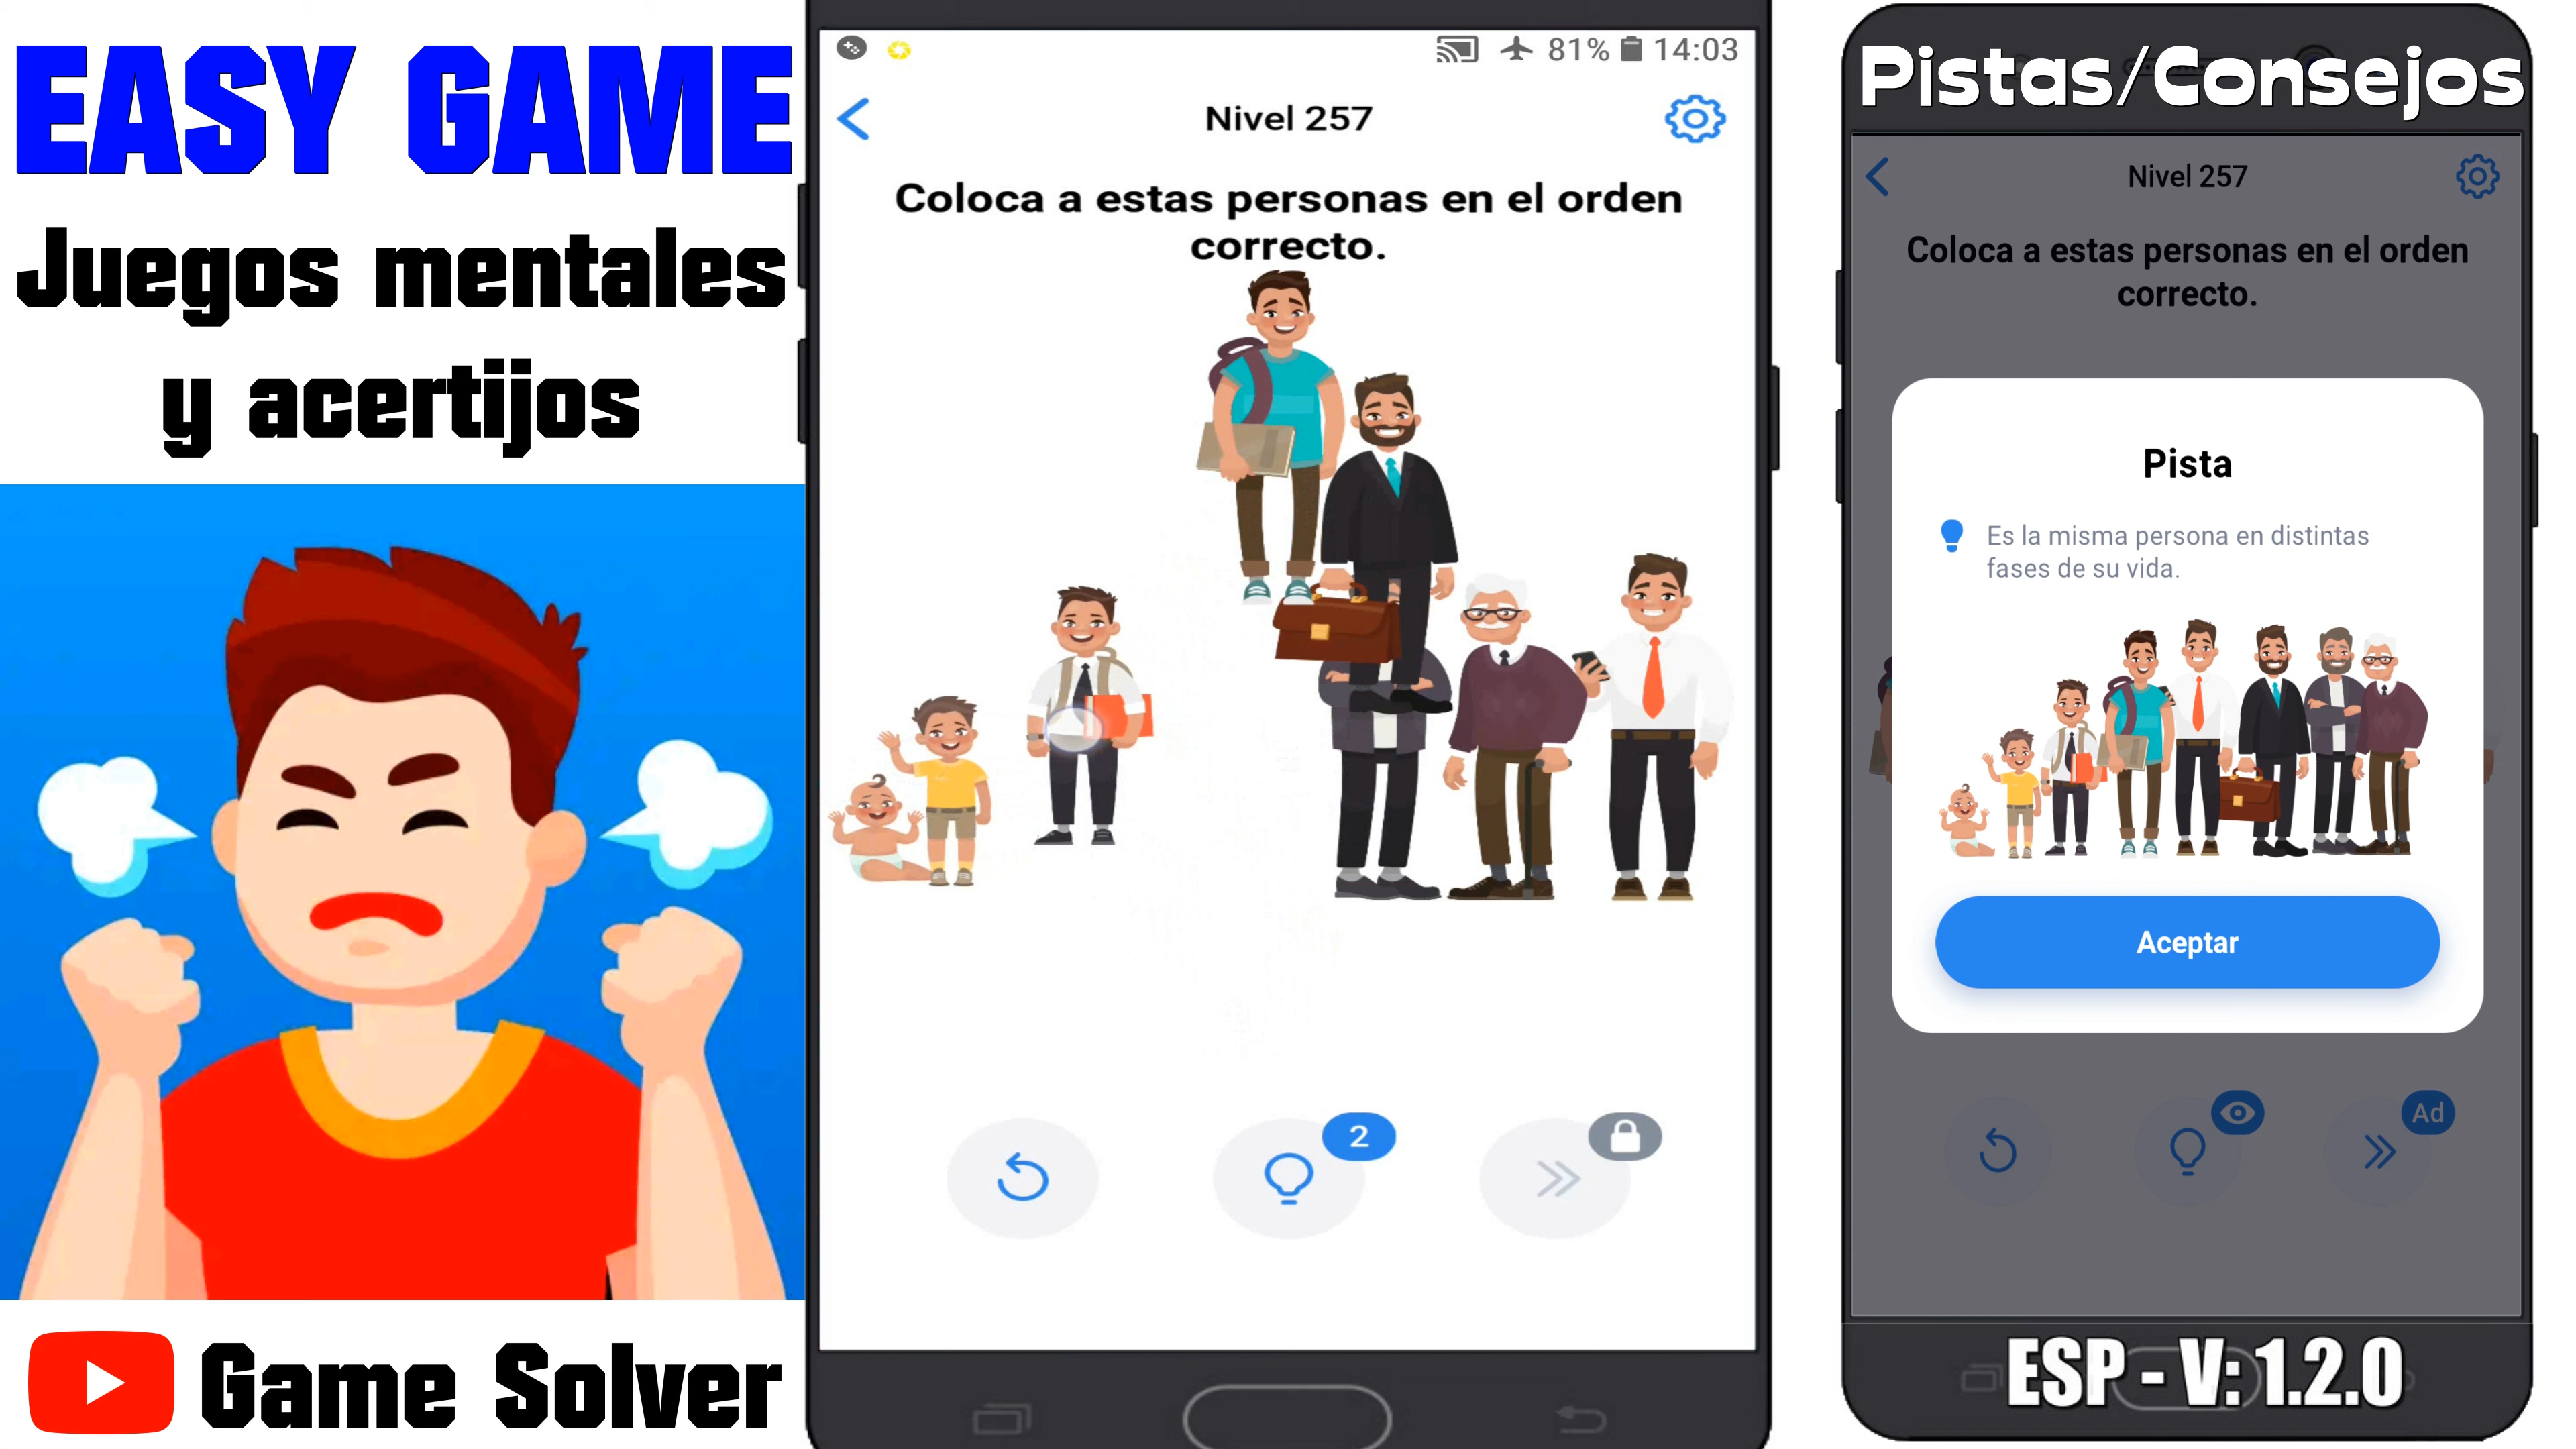 EASY GAME
Juegos mentales
y acertijos
Game Solver
81% 14:03
Nivel 257
Coloca a estas personas en el orden
correcto.
2
Pistas/Consejos
Nivel 257
Coloca a estas personas en el orden
correcto.
Pista
Es la misma persona en distintas
fases de su vida.
Aceptar
Ad
ESP - V: 1.2.0